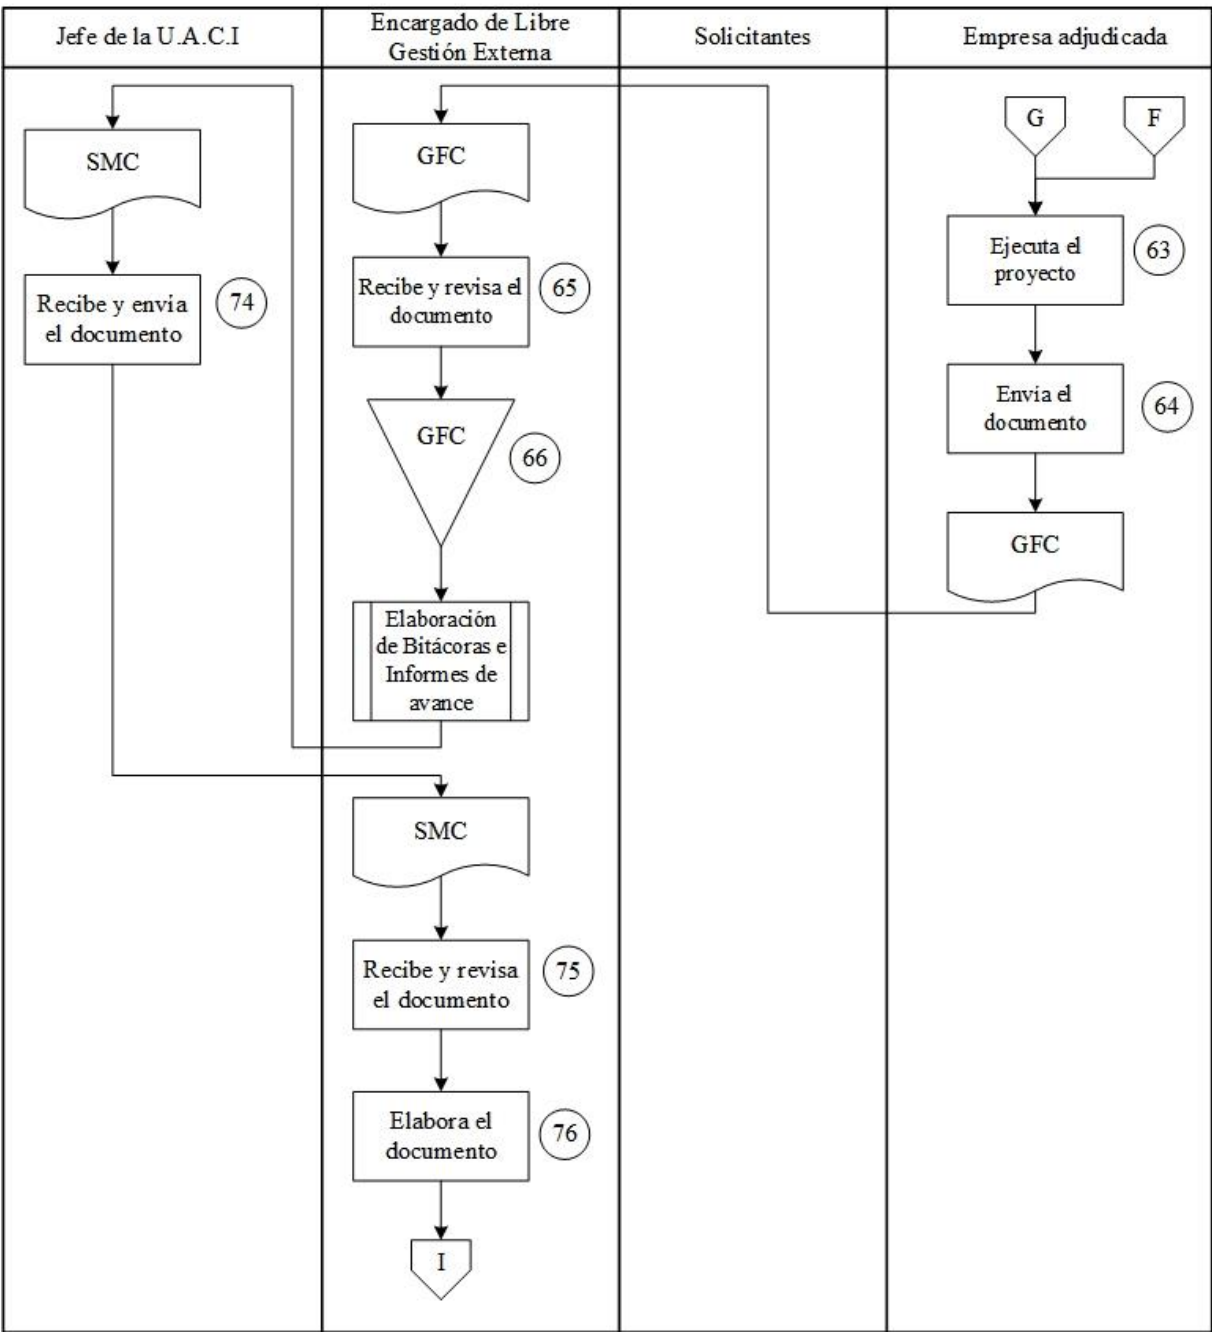 Jefe de la U.A.C.I
Encargado de Libre
Gestión Externa
Solicitantes
Empresa adjudicada
G
F
SMC
GFC
Ejecuta el
proyecto
63
Recibe y envía
el documento
74
Recibe y revisa el
documento
65
Envía el
documento
64
GFC
66
GFC
Elaboración
de Bitácoras e
Informes de
avance
SMC
Recibe y revisa
el documento
75
Elabora el
documento
76
I